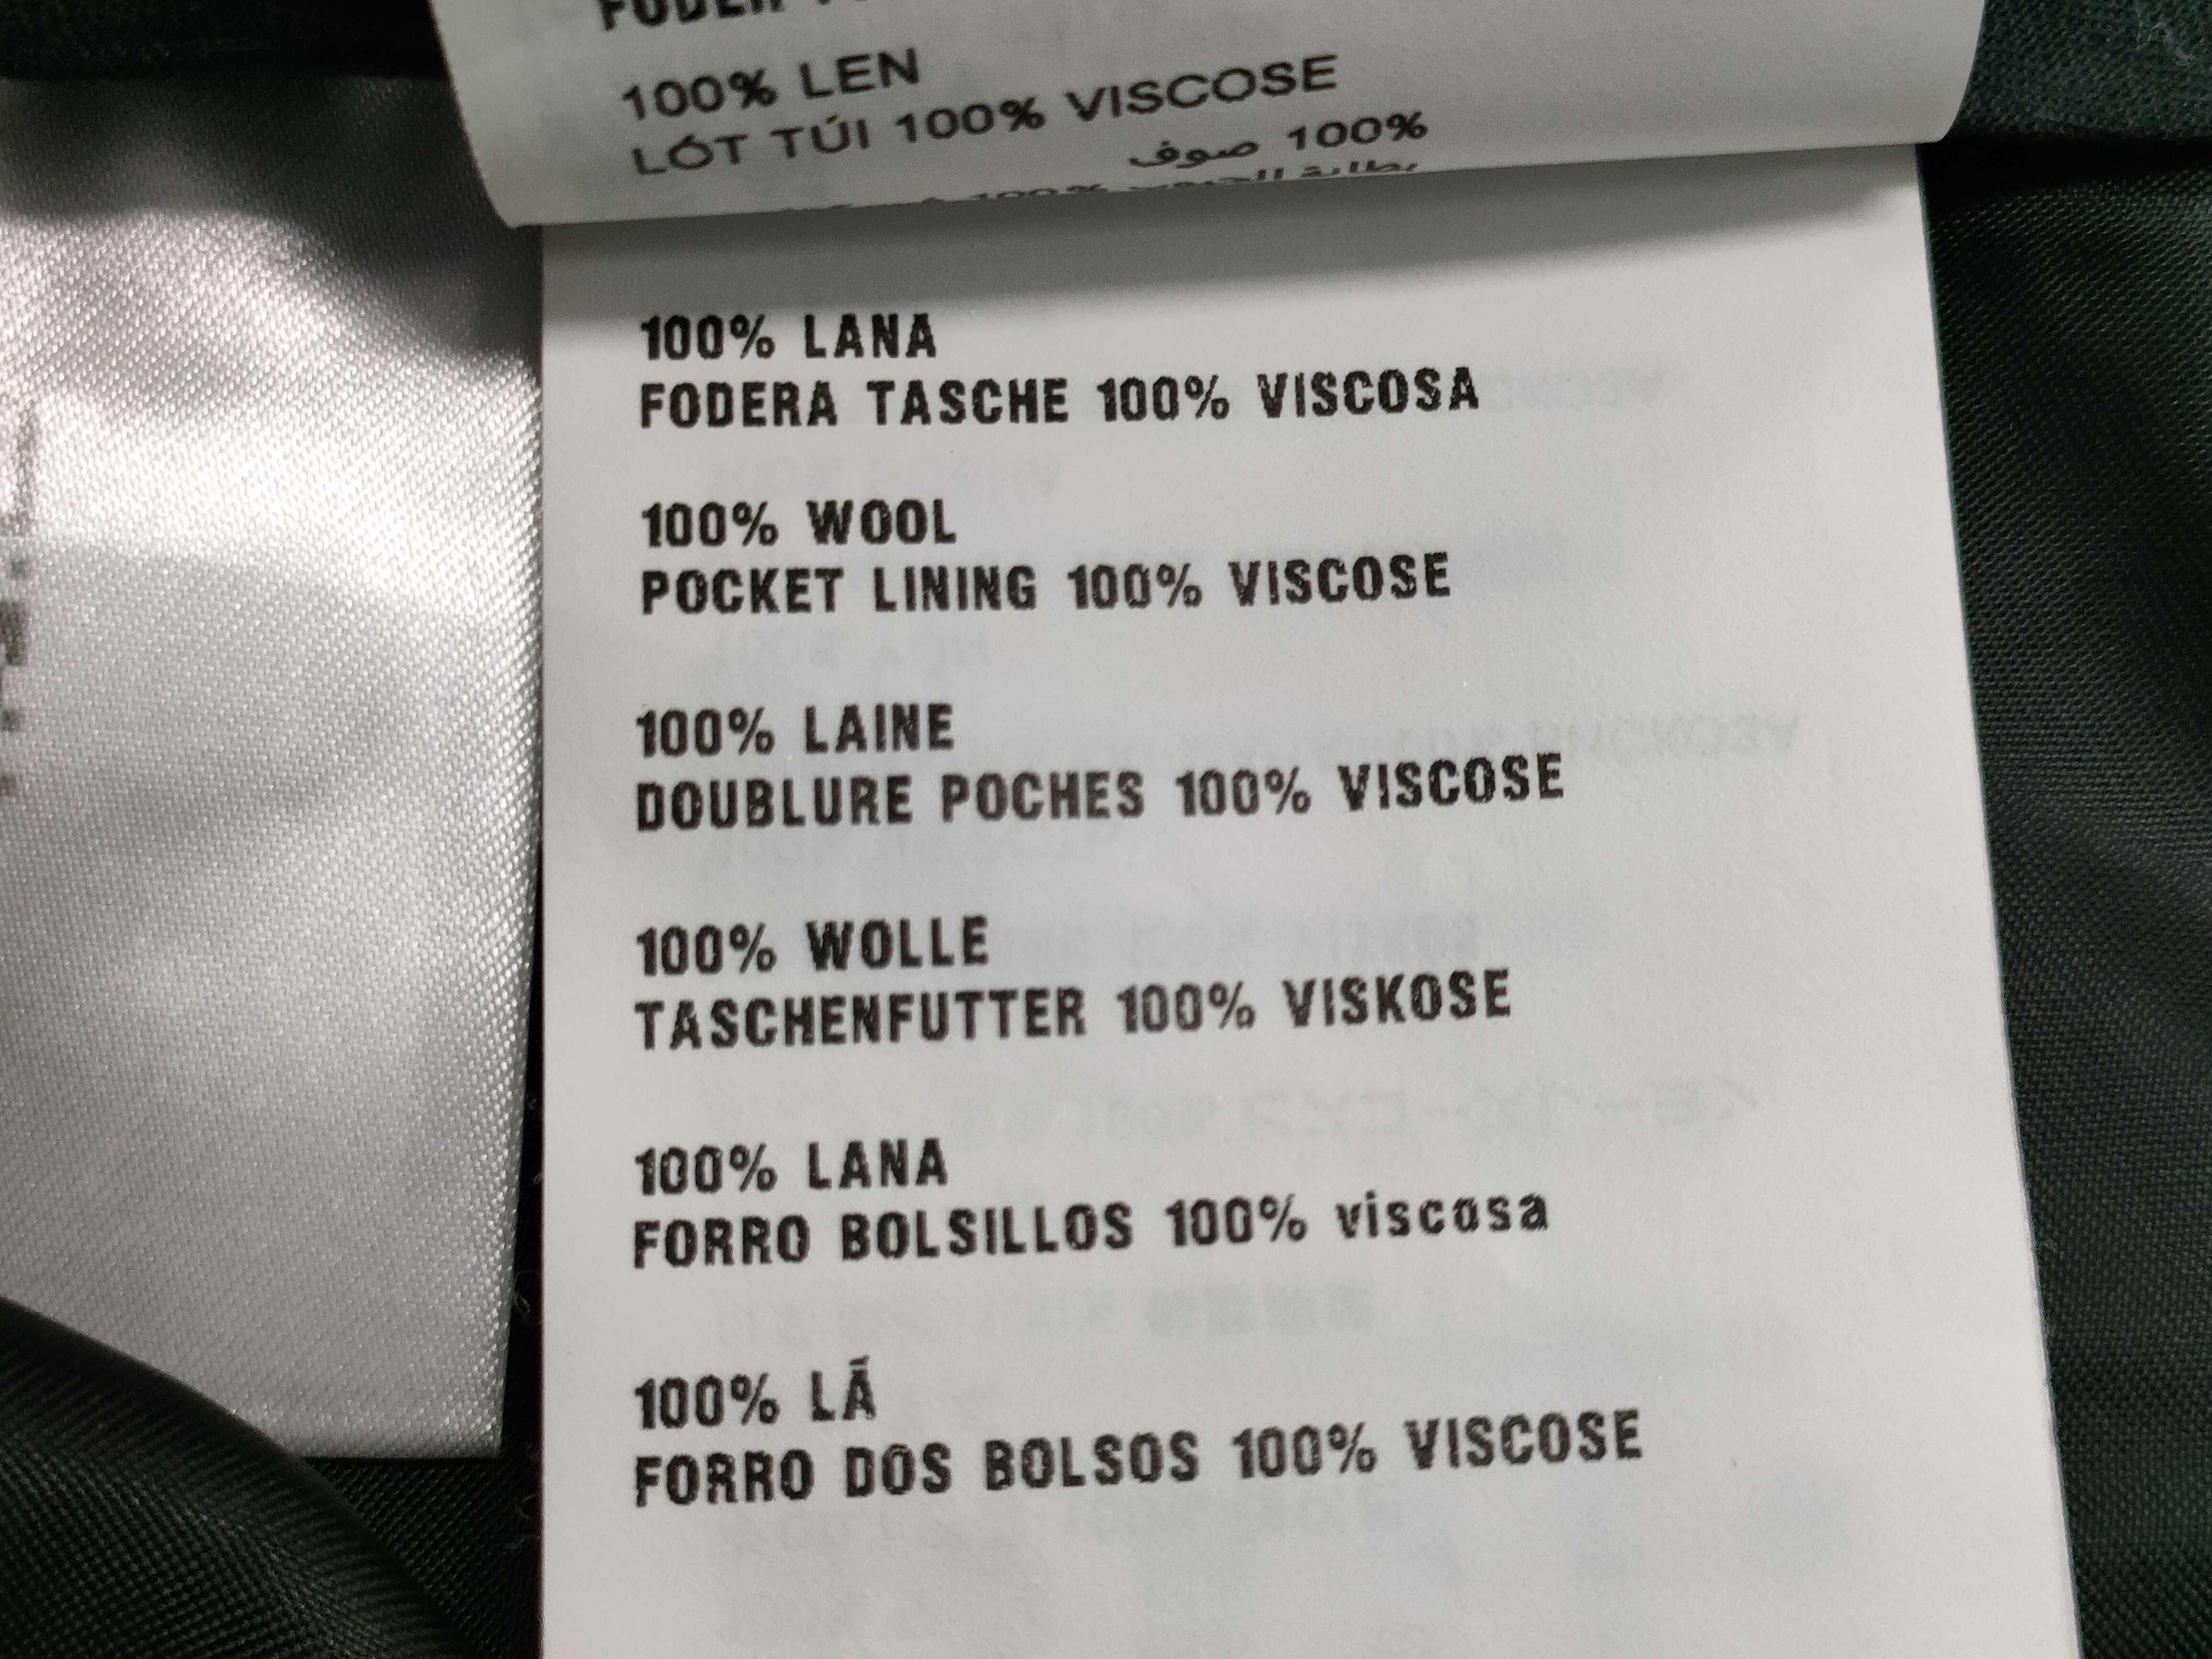 100% LEN
LÓT TÚI 100% VISCOSE
100% صوف
100% LANA
FODERA TASCHE 100% VISCOSA
100% WOOL
POCKET LINING 100% VISCOSE
100% LAINE
DOUBLURE POCHES 100% VISCOSE
100% WOLLE
TASCHENFUTTER 100% VISKOSE
100% LANA
FORRO BOLSILLOS 100% viscosa
100% LÃ
FORRO DOS BOLSOS 100% VISCOSE